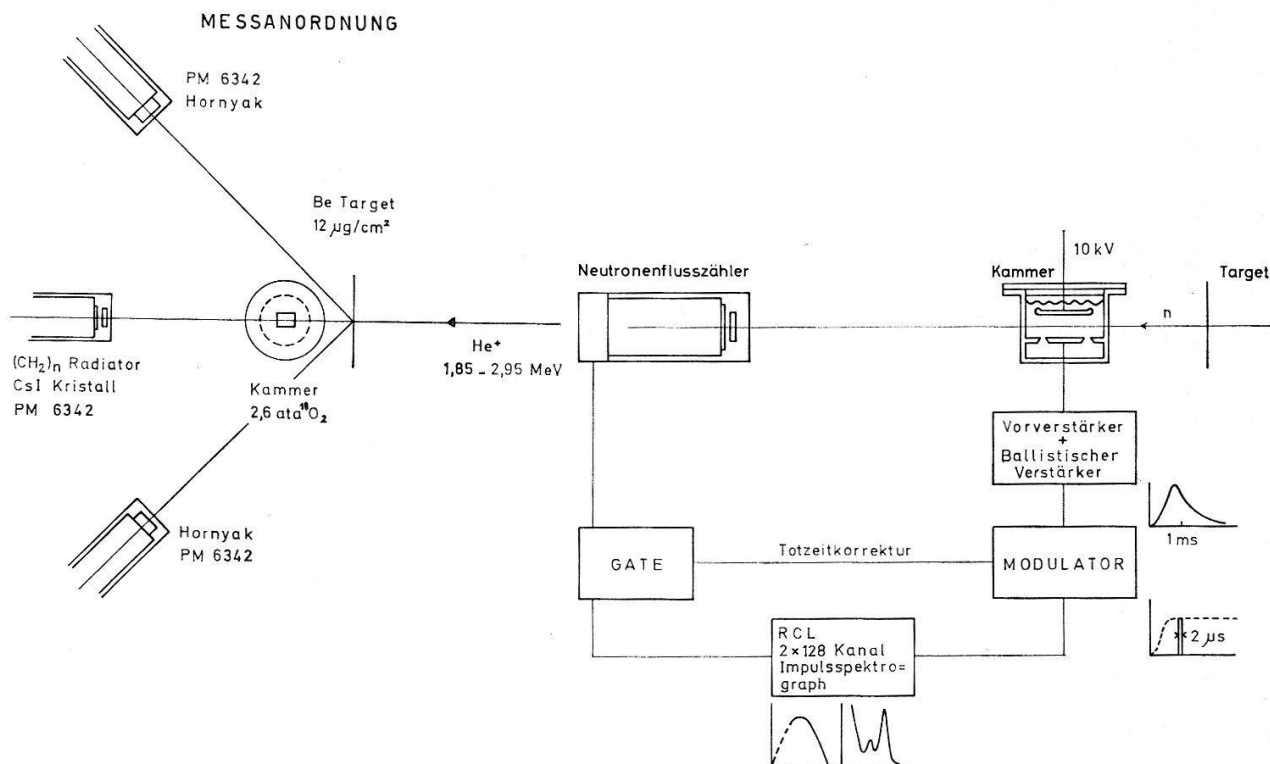 MESSANORDNUNG
PM 6342
Hornyak
Be Target
12 µg/cm²
(CH₂)ₙ Radiator
CsI Kristall
PM 6342
Kammer
2,6 ata¹⁸O₂
He⁺
1,85 - 2,95 MeV
Hornyak
PM 6342
Neutronenflusszähler
10 kV
Kammer
n
Target
Vorverstärker
+
Ballistischer
Verstärker
1 ms
GATE
Totzeitkorrektur
MODULATOR
2 µs
RCL
2×128 Kanal
Impulsspektro=
graph